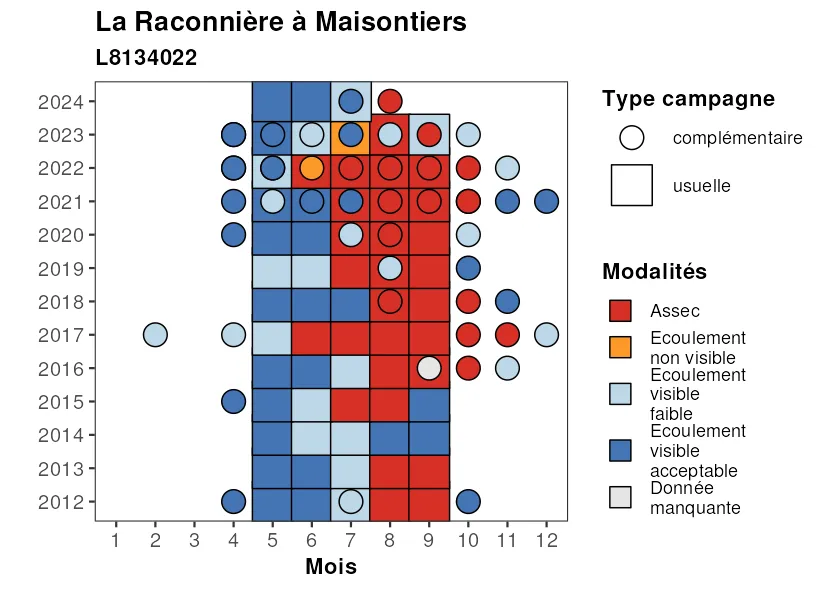 La Raconnière à Maisontiers
L8134022
2024
2023
2022
2021
2020
2019
2018
2017
2016
2015
2014
2013
2012
1 2 3 4 5 6 7 8 9 10 11 12
Mois
Type campagne
complémentaire
usuelle
Modalités
Assec
Ecoulement
non visible
Ecoulement
visible
faible
Ecoulement
visible
acceptable
Donnée
manquante